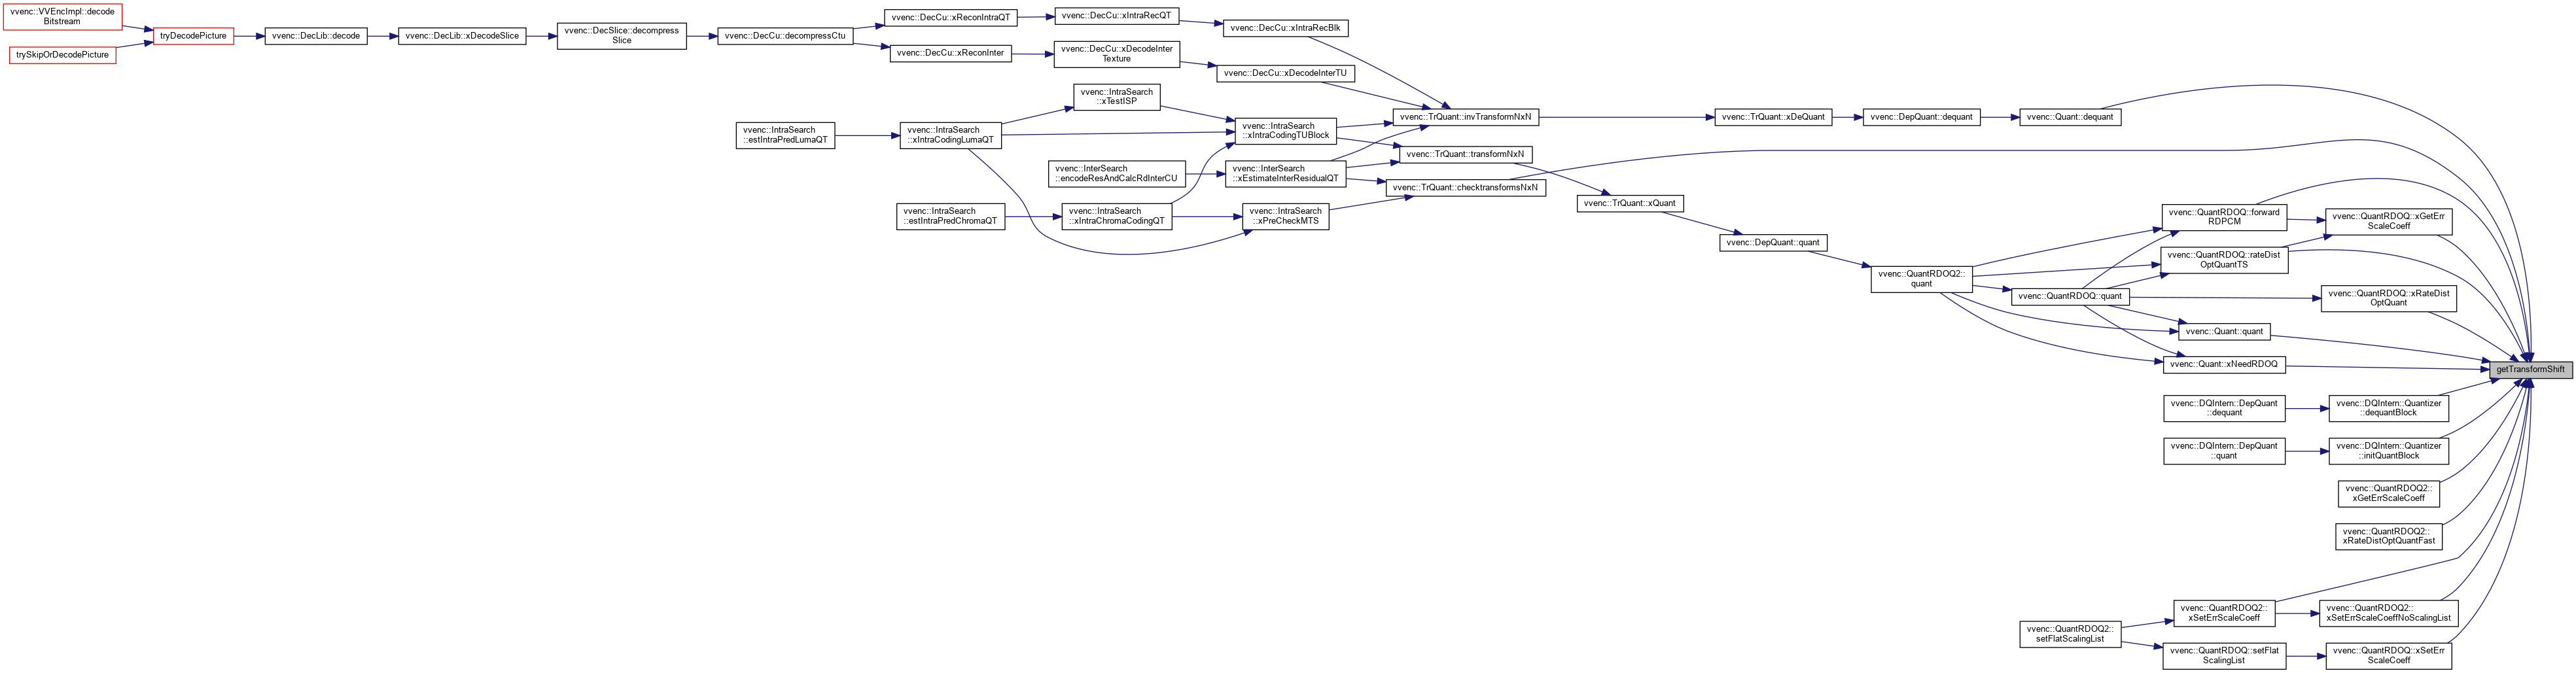 vvenc::VVEncImpl::decode
Bitstream
trySkipOrDecodePicture
tryDecodePicture
vvenc::DecLib::decode
vvenc::DecLib::xDecodeSlice
vvenc::DecSlice::decompress
Slice
vvenc::DecCu::decompressCtu
vvenc::DecCu::xReconIntraQT
vvenc::DecCu::xReconInter
vvenc::DecCu::xIntraRecQT
vvenc::DecCu::xDecodeInter
Texture
vvenc::DecCu::xIntraRecBlk
vvenc::DecCu::xDecodeInterTU
vvenc::IntraSearch
::xTestISP
vvenc::IntraSearch
::estIntraPredLumaQT
vvenc::IntraSearch
::xIntraCodingLumaQT
vvenc::IntraSearch
::xIntraCodingTUBlock
vvenc::InterSearch
::encodeResAndCalcRdInterCU
vvenc::InterSearch
::xEstimateInterResidualQT
vvenc::IntraSearch
::estIntraPredChromaQT
vvenc::IntraSearch
::xIntraChromaCodingQT
vvenc::IntraSearch
::xPreCheckMTS
vvenc::TrQuant::invTransformNxN
vvenc::TrQuant::transformNxN
vvenc::TrQuant::checktransformsNxN
vvenc::TrQuant::xDeQuant
vvenc::DepQuant::dequant
vvenc::Quant::dequant
vvenc::TrQuant::xQuant
vvenc::DepQuant::quant
vvenc::QuantRDOQ2::
quant
vvenc::QuantRDOQ::forward
RDPCM
vvenc::QuantRDOQ::xGetErr
ScaleCoeff
vvenc::QuantRDOQ::rateDist
OptQuantTS
vvenc::QuantRDOQ::quant
vvenc::QuantRDOQ::xRateDist
OptQuant
vvenc::Quant::quant
vvenc::Quant::xNeedRDOQ
getTransformShift
vvenc::DQIntern::DepQuant
::dequant
vvenc::DQIntern::Quantizer
::dequantBlock
vvenc::DQIntern::DepQuant
::quant
vvenc::DQIntern::Quantizer
::initQuantBlock
vvenc::QuantRDOQ2::
xGetErrScaleCoeff
vvenc::QuantRDOQ2::
xRateDistOptQuantFast
vvenc::QuantRDOQ2::
setFlatScalingList
vvenc::QuantRDOQ2::
xSetErrScaleCoeff
vvenc::QuantRDOQ2::
xSetErrScaleCoeffNoScalingList
vvenc::QuantRDOQ::setFlat
ScalingList
vvenc::QuantRDOQ::xSetErr
ScaleCoeff